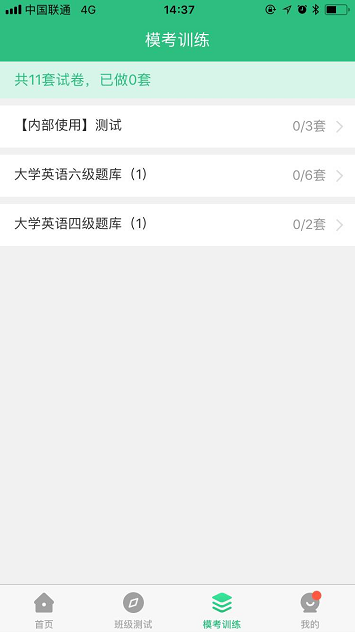 中国联通 4G 14:37
模考训练
共11套试卷，已做0套
【内部使用】测试 0/3套
大学英语六级题库（1） 0/6套
大学英语四级题库（1） 0/2套
首页 班级测试 模考训练 我的